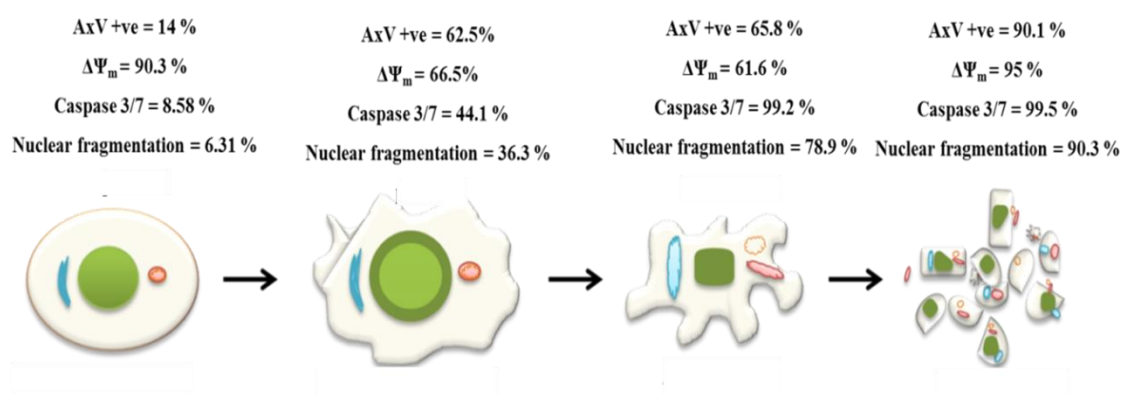 AxV +ve = 14 %
ΔΨm = 90.3 %
Caspase 3/7 = 8.58 %
Nuclear fragmentation = 6.31 %
AxV +ve = 62.5%
ΔΨm = 66.5%
Caspase 3/7 = 44.1 %
Nuclear fragmentation = 36.3 %
AxV +ve = 65.8 %
ΔΨm = 61.6 %
Caspase 3/7 = 99.2 %
Nuclear fragmentation = 78.9 %
AxV +ve = 90.1 %
ΔΨm = 95 %
Caspase 3/7 = 99.5 %
Nuclear fragmentation = 90.3 %